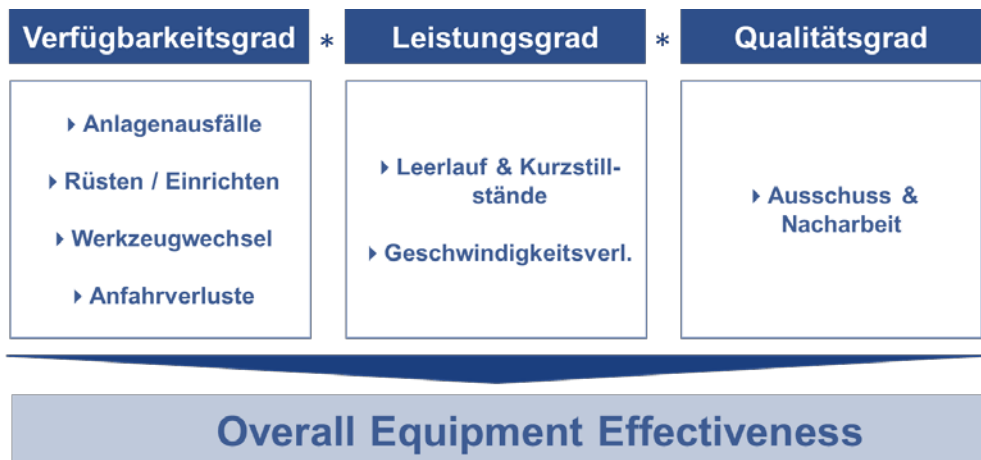 Verfügbarkeitsgrad * Leistungsgrad * Qualitätsgrad
Anlagenausfälle
Rüsten / Einrichten
Werkzeugwechsel
Anfahrverluste
Leerlauf & Kurzstill-
stände
Geschwindigkeitsverl.
Ausschuss &
Nacharbeit
Overall Equipment Effectiveness